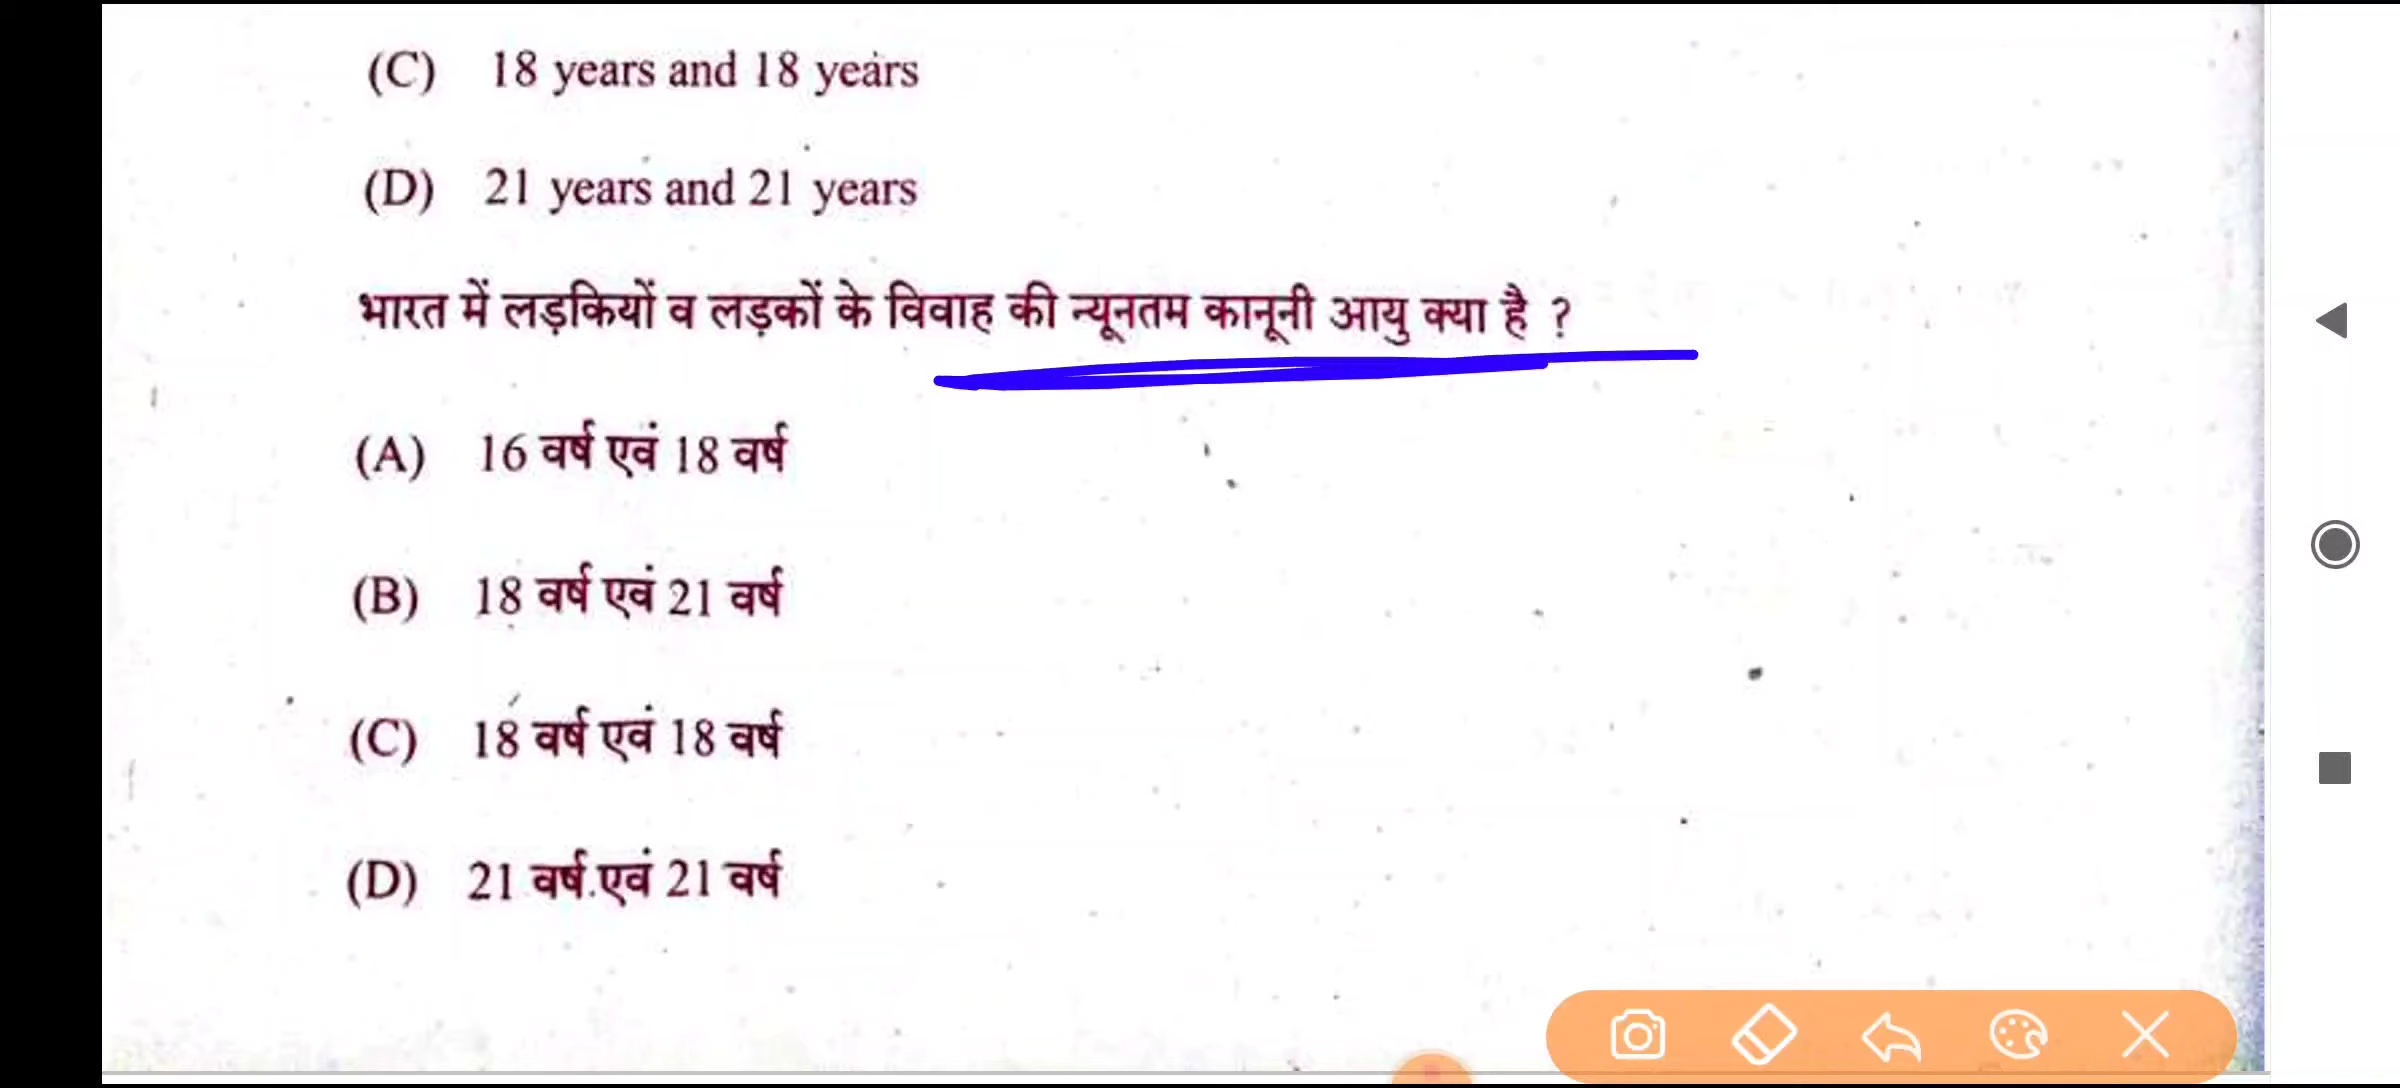 (C) 18 years and 18 years
(D) 21 years and 21 years
भारत में लड़कियों व लड़कों के विवाह की न्यूनतम कानूनी आयु क्या है ?
(A) 16 वर्ष एवं 18 वर्ष
(B) 18 वर्ष एवं 21 वर्ष
(C) 18 वर्ष एवं 18 वर्ष
(D) 21 वर्ष एवं 21 वर्ष